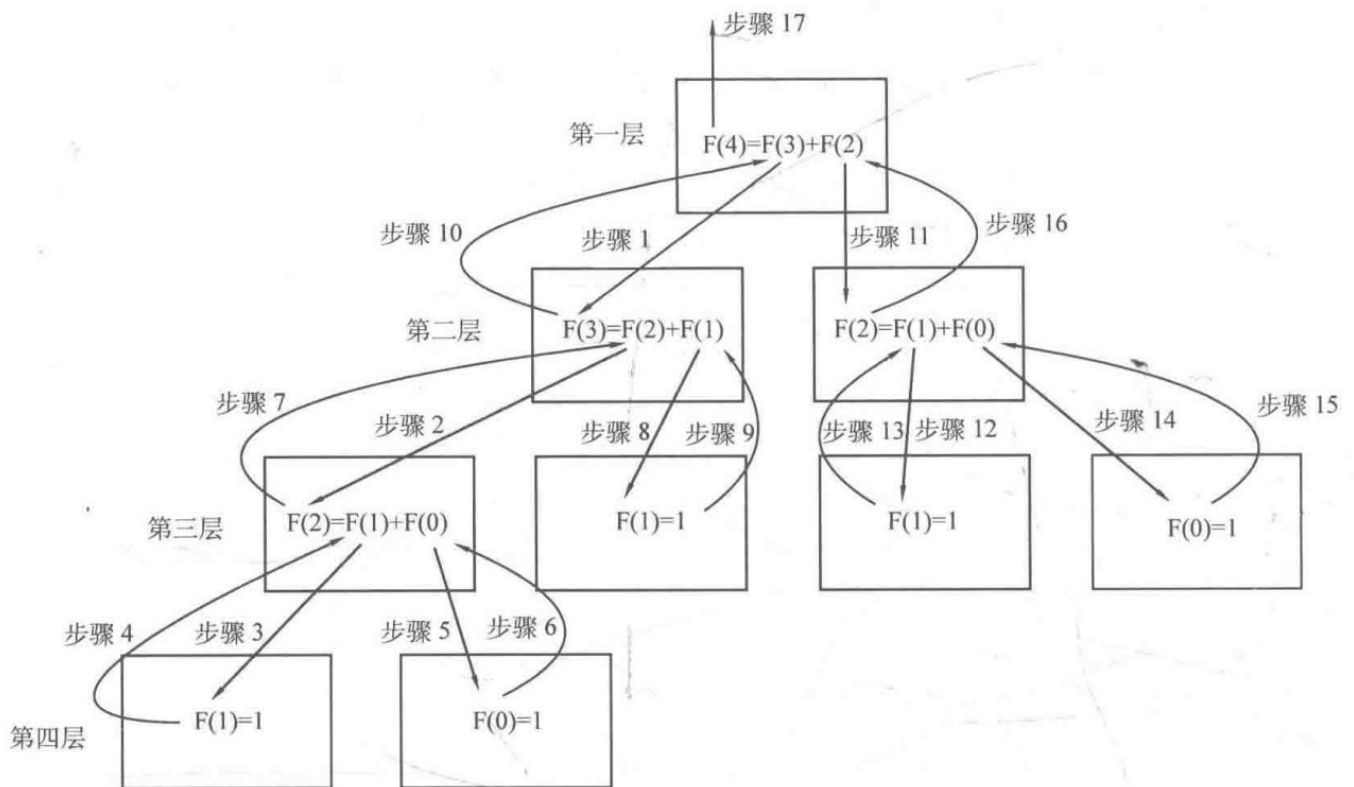 步骤 17
第一层
F(4)=F(3)+F(2)
步骤 10
步骤 1
步骤 11
步骤 16
第二层
F(3)=F(2)+F(1)
F(2)=F(1)+F(0)
步骤 7
步骤 2
步骤 8
步骤 9
步骤 13
步骤 12
步骤 14
步骤 15
第三层
F(2)=F(1)+F(0)
F(1)=1
F(1)=1
F(0)=1
步骤 4
步骤 3
步骤 5
步骤 6
第四层
F(1)=1
F(0)=1